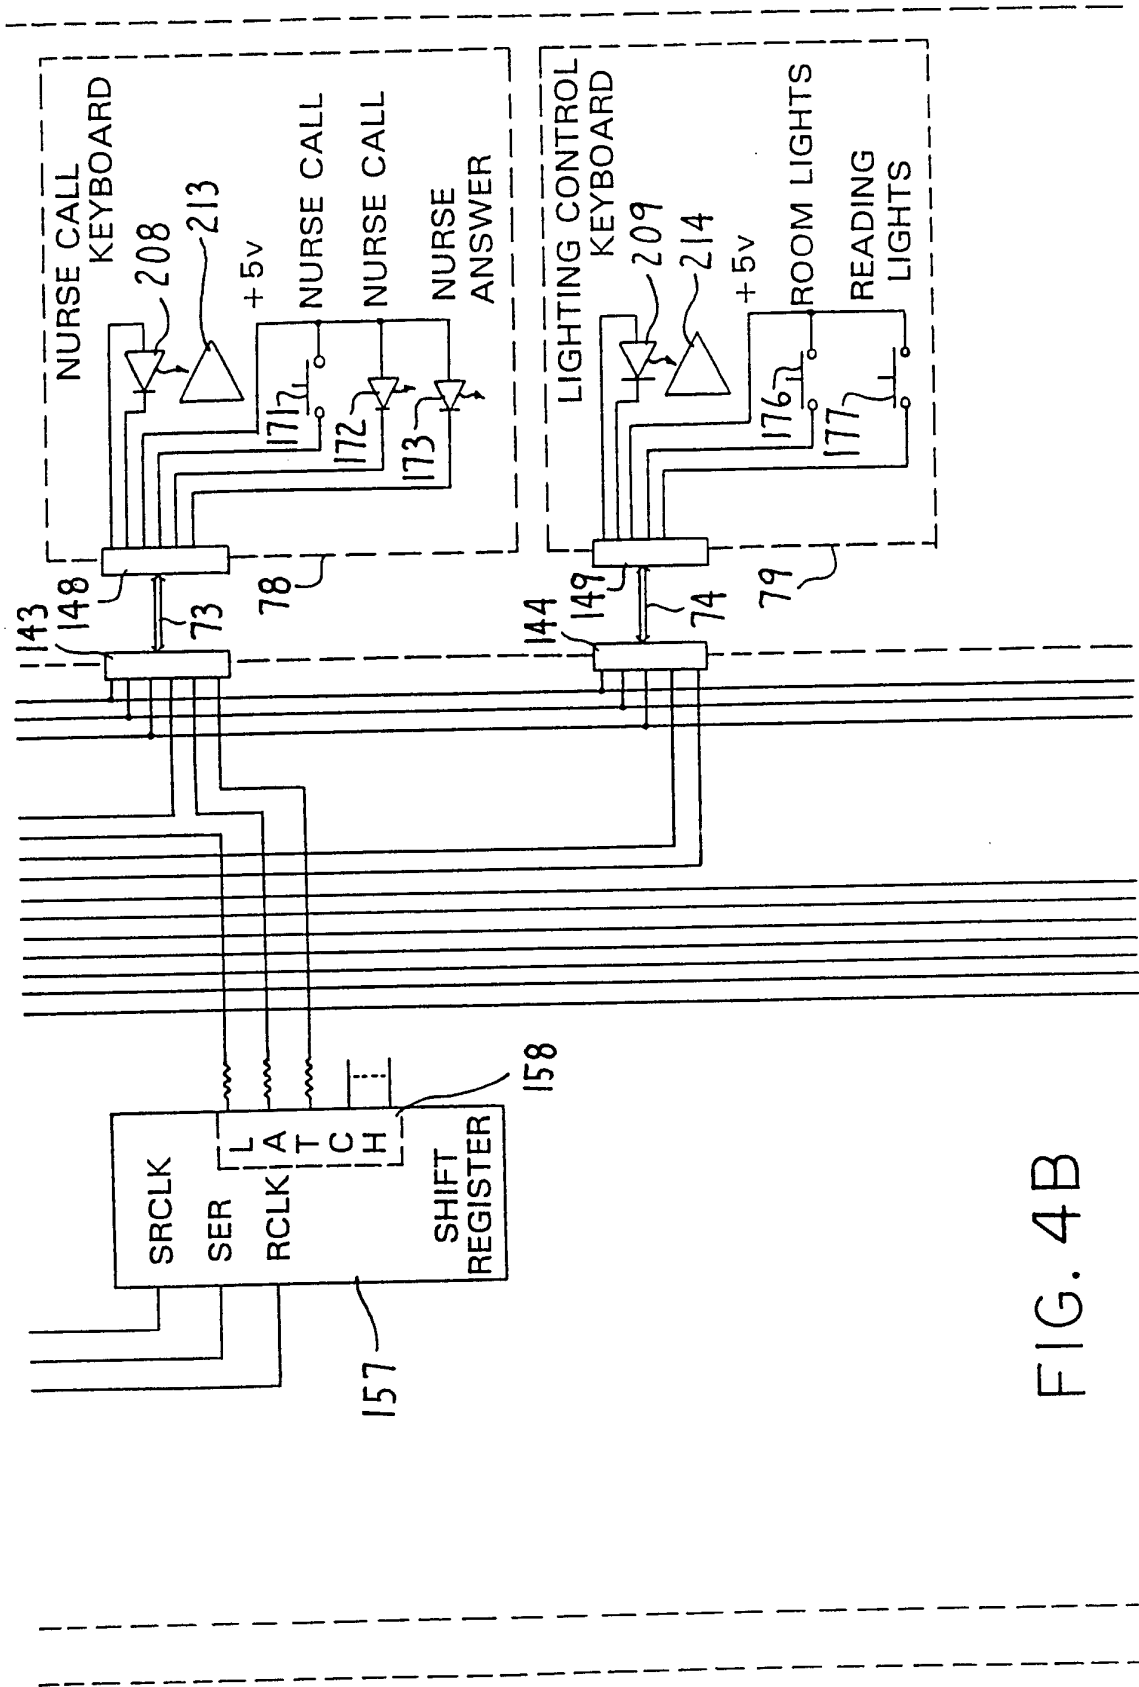 NURSE CALL
KEYBOARD
208
213
+5v
NURSE CALL
NURSE CALL
NURSE
ANSWER
171
172
173
143
148
73
78
LIGHTING CONTROL
KEYBOARD
209
214
+5v
ROOM LIGHTS
READING
LIGHTS
176
177
144
149
74
79
SRCLK
SER
RCLK
LATCH
SHIFT
REGISTER
157
158
FIG. 4B